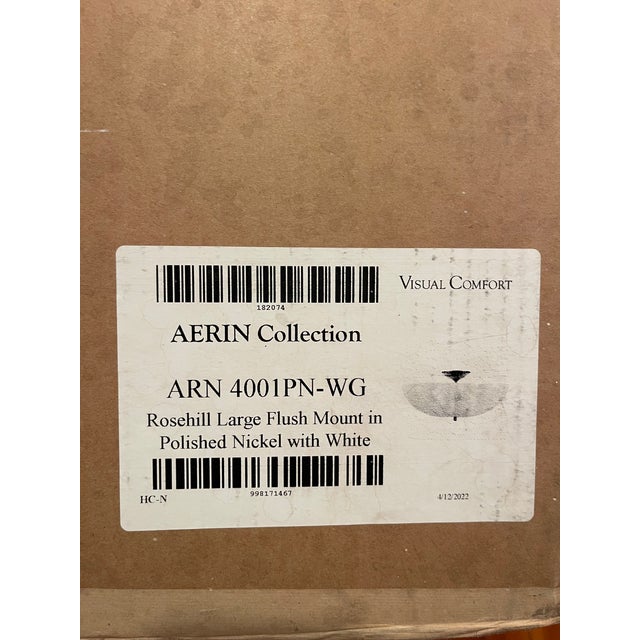 182074
VISUAL COMFORT
AERIN Collection
ARN 4001PN-WG
Rosehill Large Flush Mount in
Polished Nickel with White
998171467
HC-N
4/12/2022